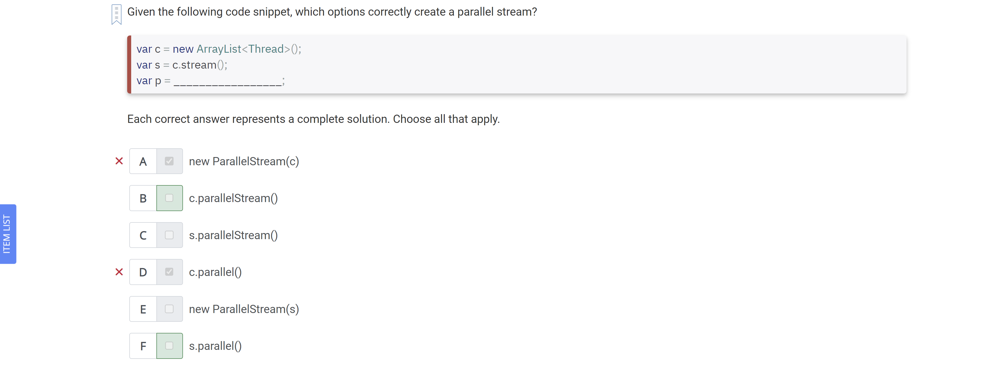 Given the following code snippet, which options correctly create a parallel stream?
var c = new ArrayList<Thread>();
var s = c.stream();
var p = _________________;
Each correct answer represents a complete solution. Choose all that apply.
A new ParallelStream(c)
B c.parallelStream()
C s.parallelStream()
D c.parallel()
E new ParallelStream(s)
F s.parallel()
ITEM LIST